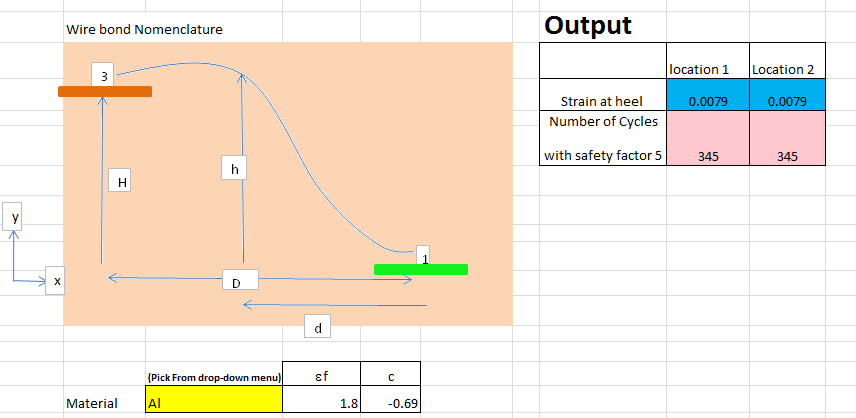 Wire bond Nomenclature
Output
location 1 Location 2
3
Strain at heel 0.0079 0.0079
Number of Cycles
with safety factor 5 345 345
h
H
y
1
x
D
d
(Pick From drop-down menu) εf c
Material Al 1.8 -0.69